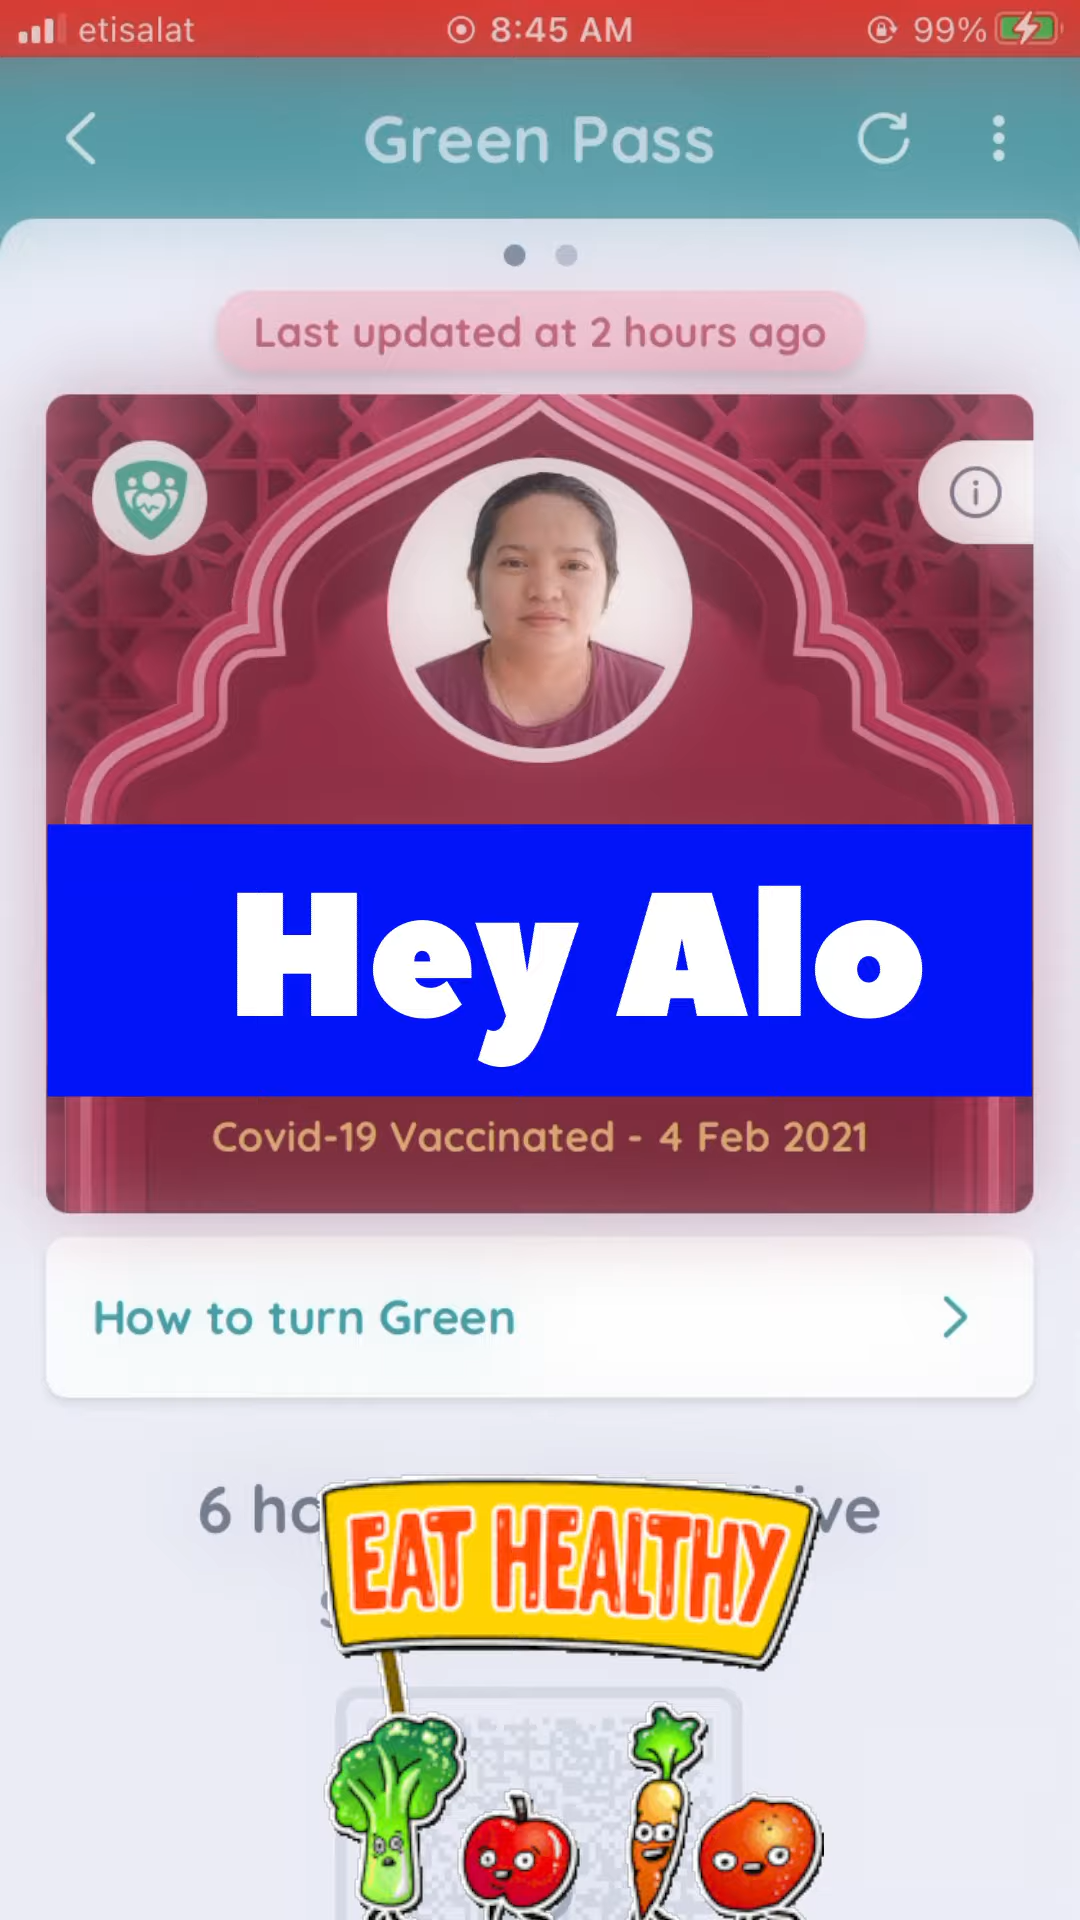 etisalat 8:45 AM 99%
Green Pass
Last updated at 2 hours ago
Hey Alo
Covid-19 Vaccinated - 4 Feb 2021
How to turn Green
6
EAT HEALTHY